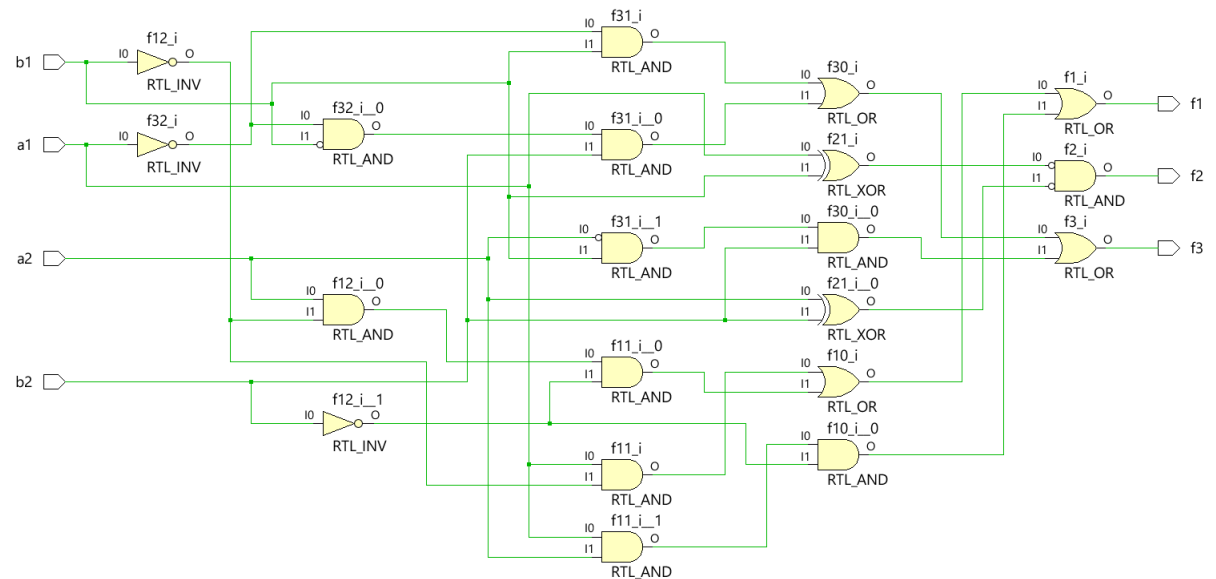 f31_i
I0
O
I1
RTL_AND
f12_i
b1
I0
O
RTL_INV
f30_i
I0
O
I1
RTL_OR
f1_i
I0
O
I1
RTL_OR
f1
f32_i__0
I0
O
I1
RTL_AND
f32_i
a1
I0
O
RTL_INV
f31_i__0
I0
O
I1
RTL_AND
f21_i
I0
O
I1
RTL_XOR
f2_i
I0
O
I1
RTL_AND
f2
f31_i__1
I0
O
I1
RTL_AND
f30_i__0
I0
O
I1
RTL_AND
f3_i
I0
O
I1
RTL_OR
f3
a2
f12_i__0
I0
O
I1
RTL_AND
f21_i__0
I0
O
I1
RTL_XOR
f11_i__0
I0
O
I1
RTL_AND
f10_i
I0
O
I1
RTL_OR
b2
f12_i__1
I0
O
RTL_INV
f10_i__0
I0
O
I1
RTL_AND
f11_i
I0
O
I1
RTL_AND
f11_i__1
I0
O
I1
RTL_AND